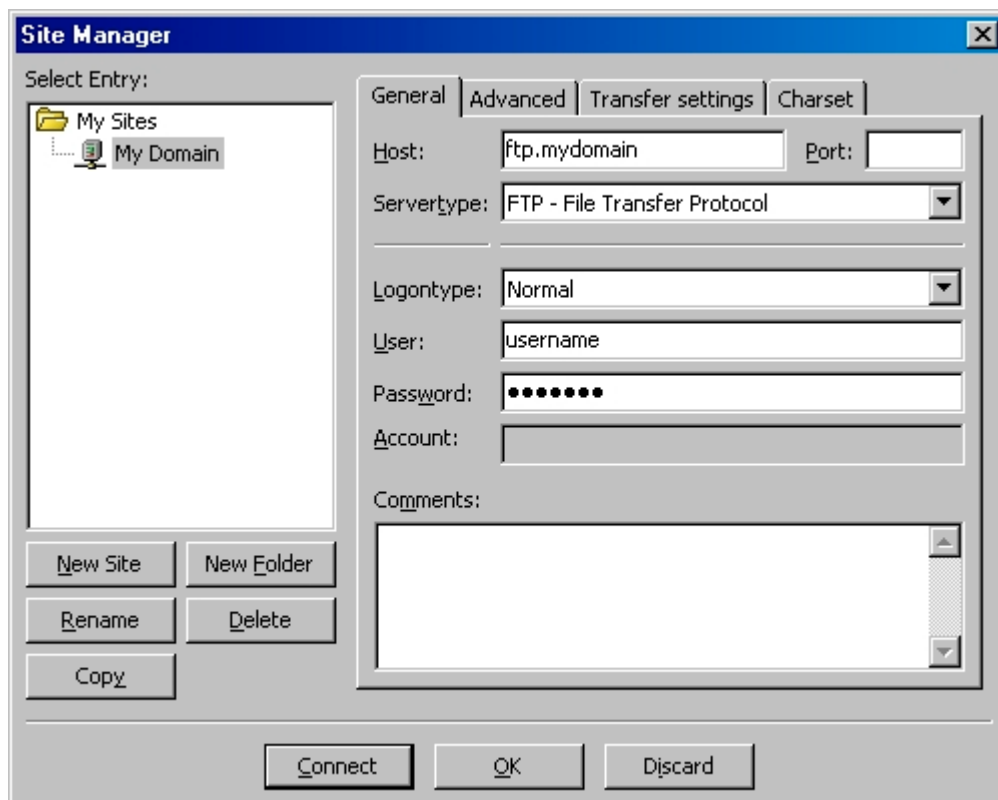 Site Manager
Select Entry:
My Sites
My Domain
New Site
New Folder
Rename
Delete
Copy
General
Advanced
Transfer settings
Charset
Host:
ftp.mydomain
Port:
Servertype:
FTP - File Transfer Protocol
Logontype:
Normal
User:
username
Password:
•••••••
Account:
Comments:
Connect
OK
Discard